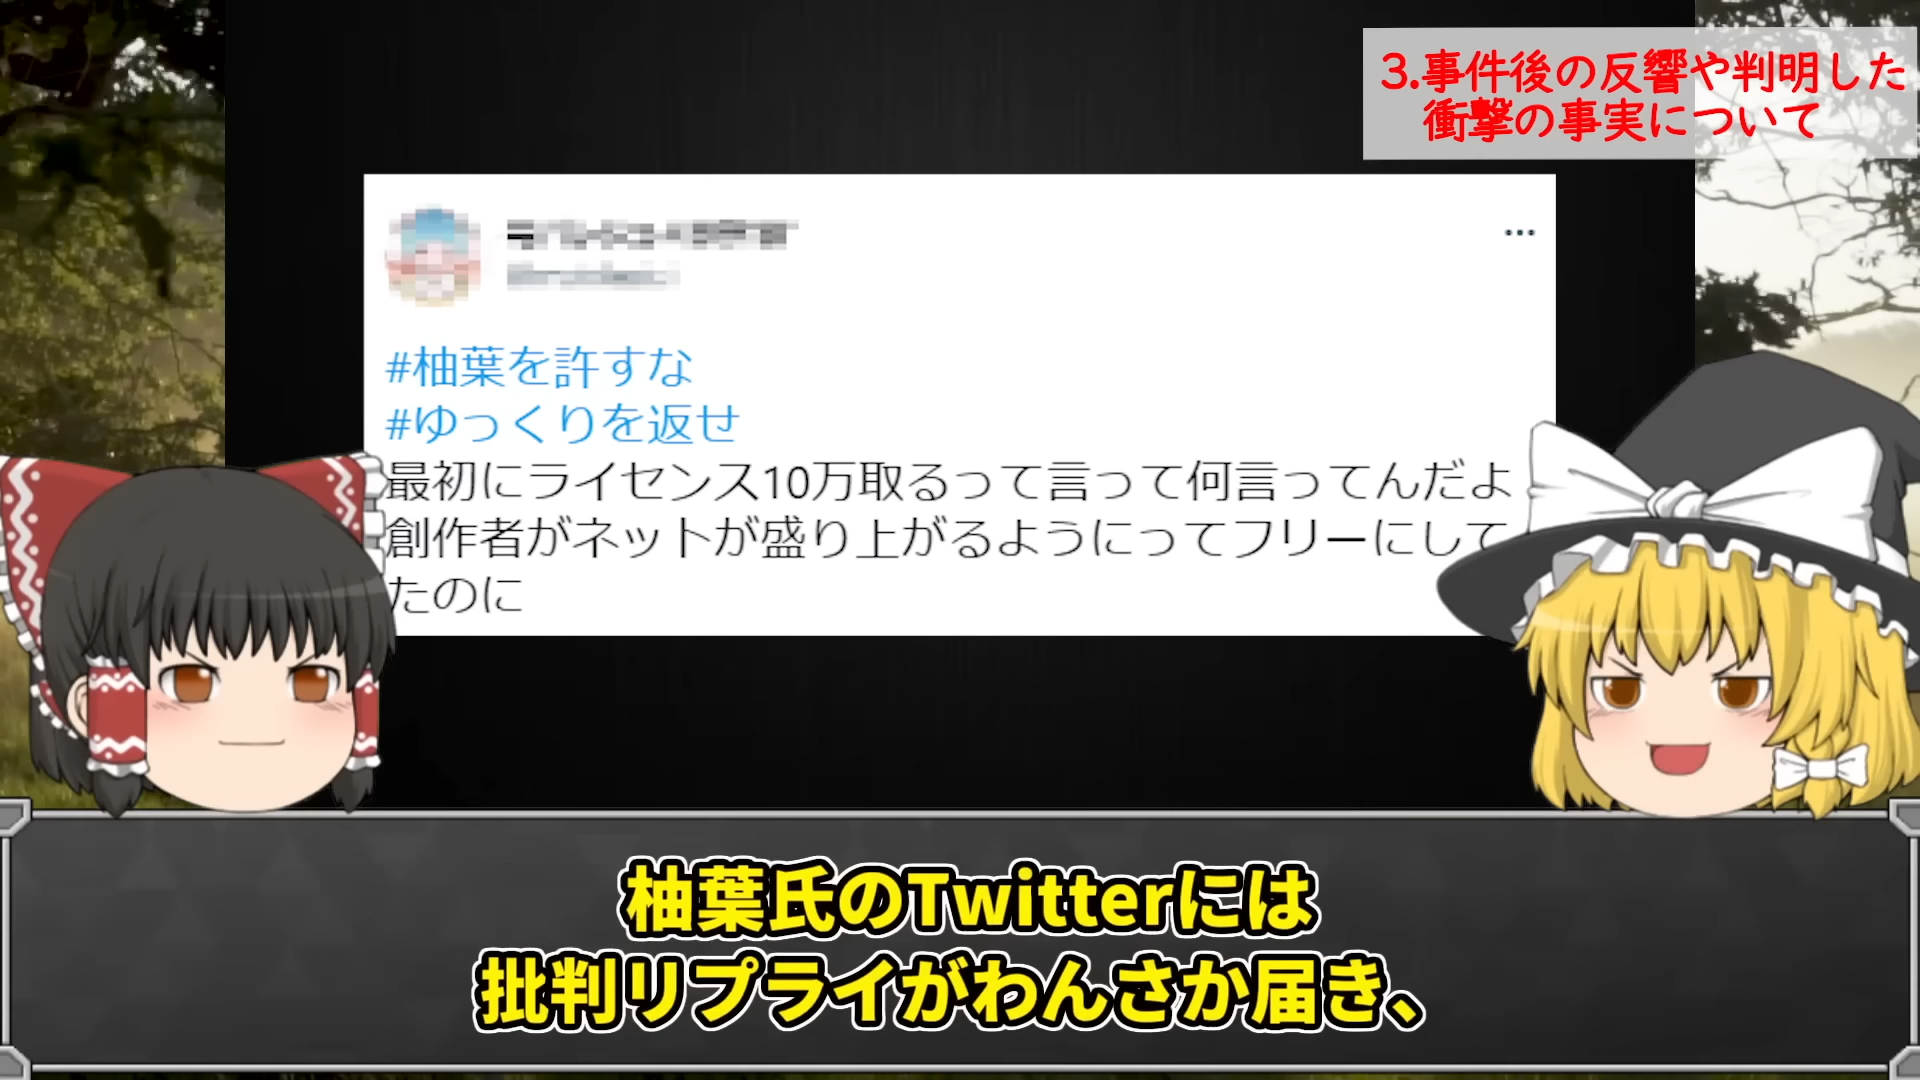 3.事件後の反響や判明した
衝撃の事実について
#柚葉を許すな
#ゆっくりを返せ
最初にライセンス10万取るって言って何言ってんだよ
創作者がネットが盛り上がるようにってフリーにして
たのに
柚葉氏のTwitterには
批判リプライがわんさか届き、